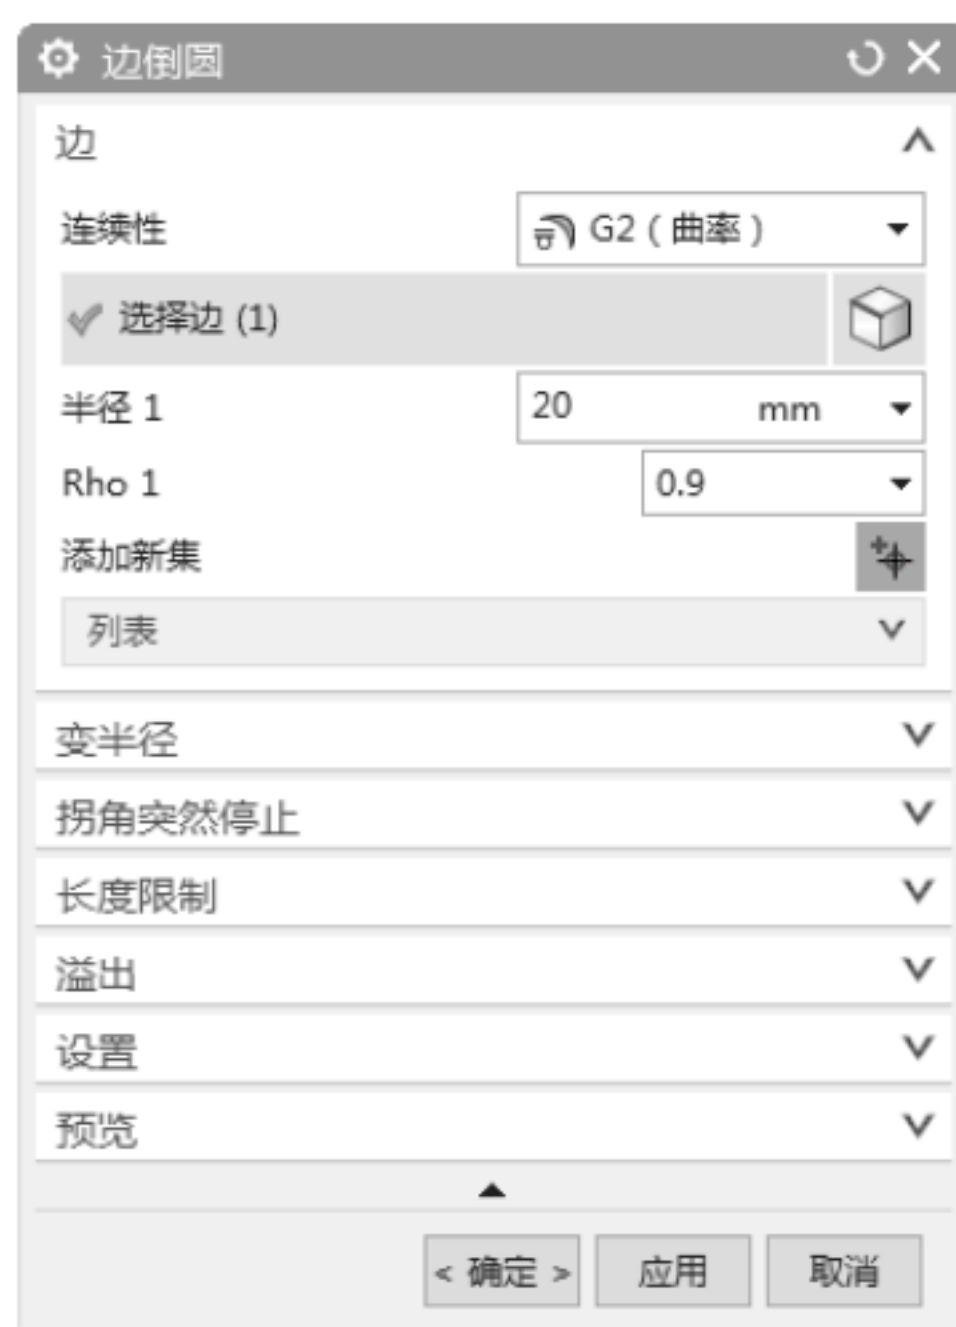 边倒圆
边
连续性 G2（曲率）
选择边 (1)
半径 1 20 mm
Rho 1 0.9
添加新集
列表
变半径
拐角突然停止
长度限制
溢出
设置
预览
< 确定 > 应用 取消